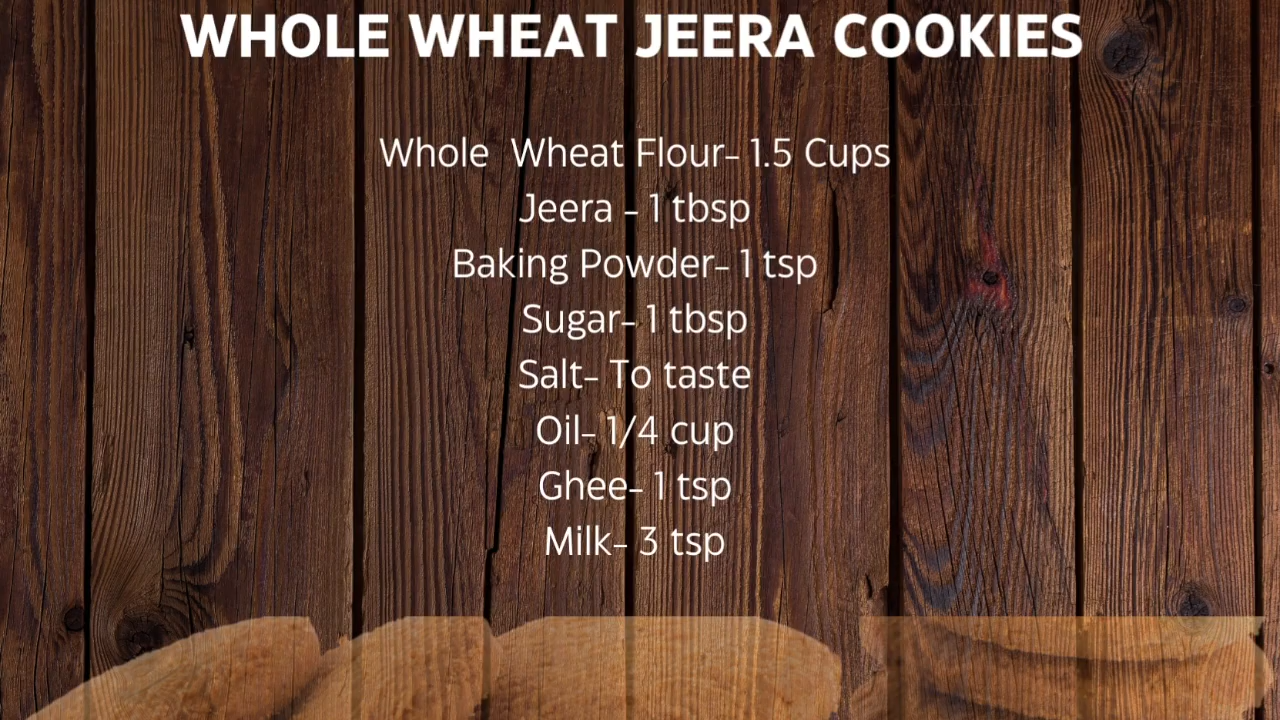 WHOLE WHEAT JEERA COOKIES
Whole Wheat Flour- 1.5 Cups
Jeera - 1 tbsp
Baking Powder- 1 tsp
Sugar- 1 tbsp
Salt- To taste
Oil- 1/4 cup
Ghee- 1 tsp
Milk- 3 tsp